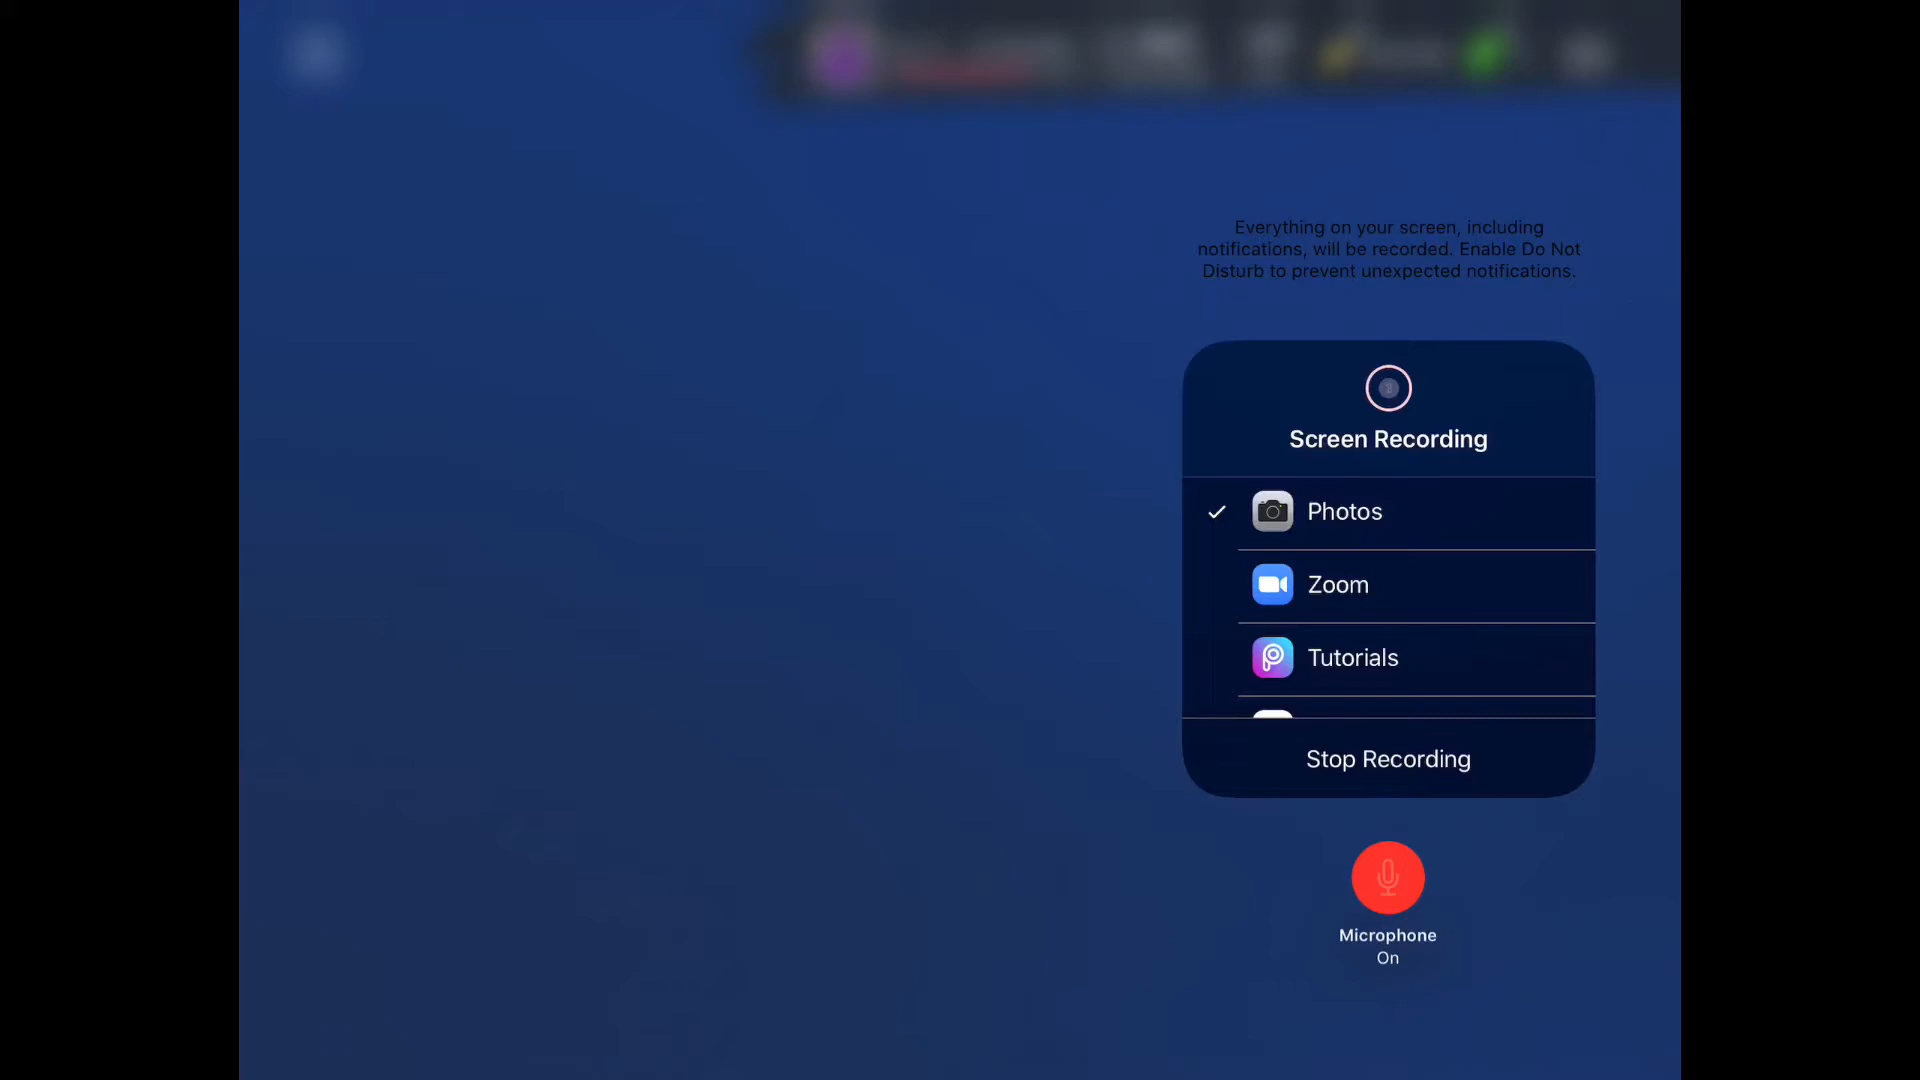 Everything on your screen, including
notifications, will be recorded. Enable Do Not
Disturb to prevent unexpected notifications.
Screen Recording
Photos
Zoom
Tutorials
Stop Recording
Microphone
On